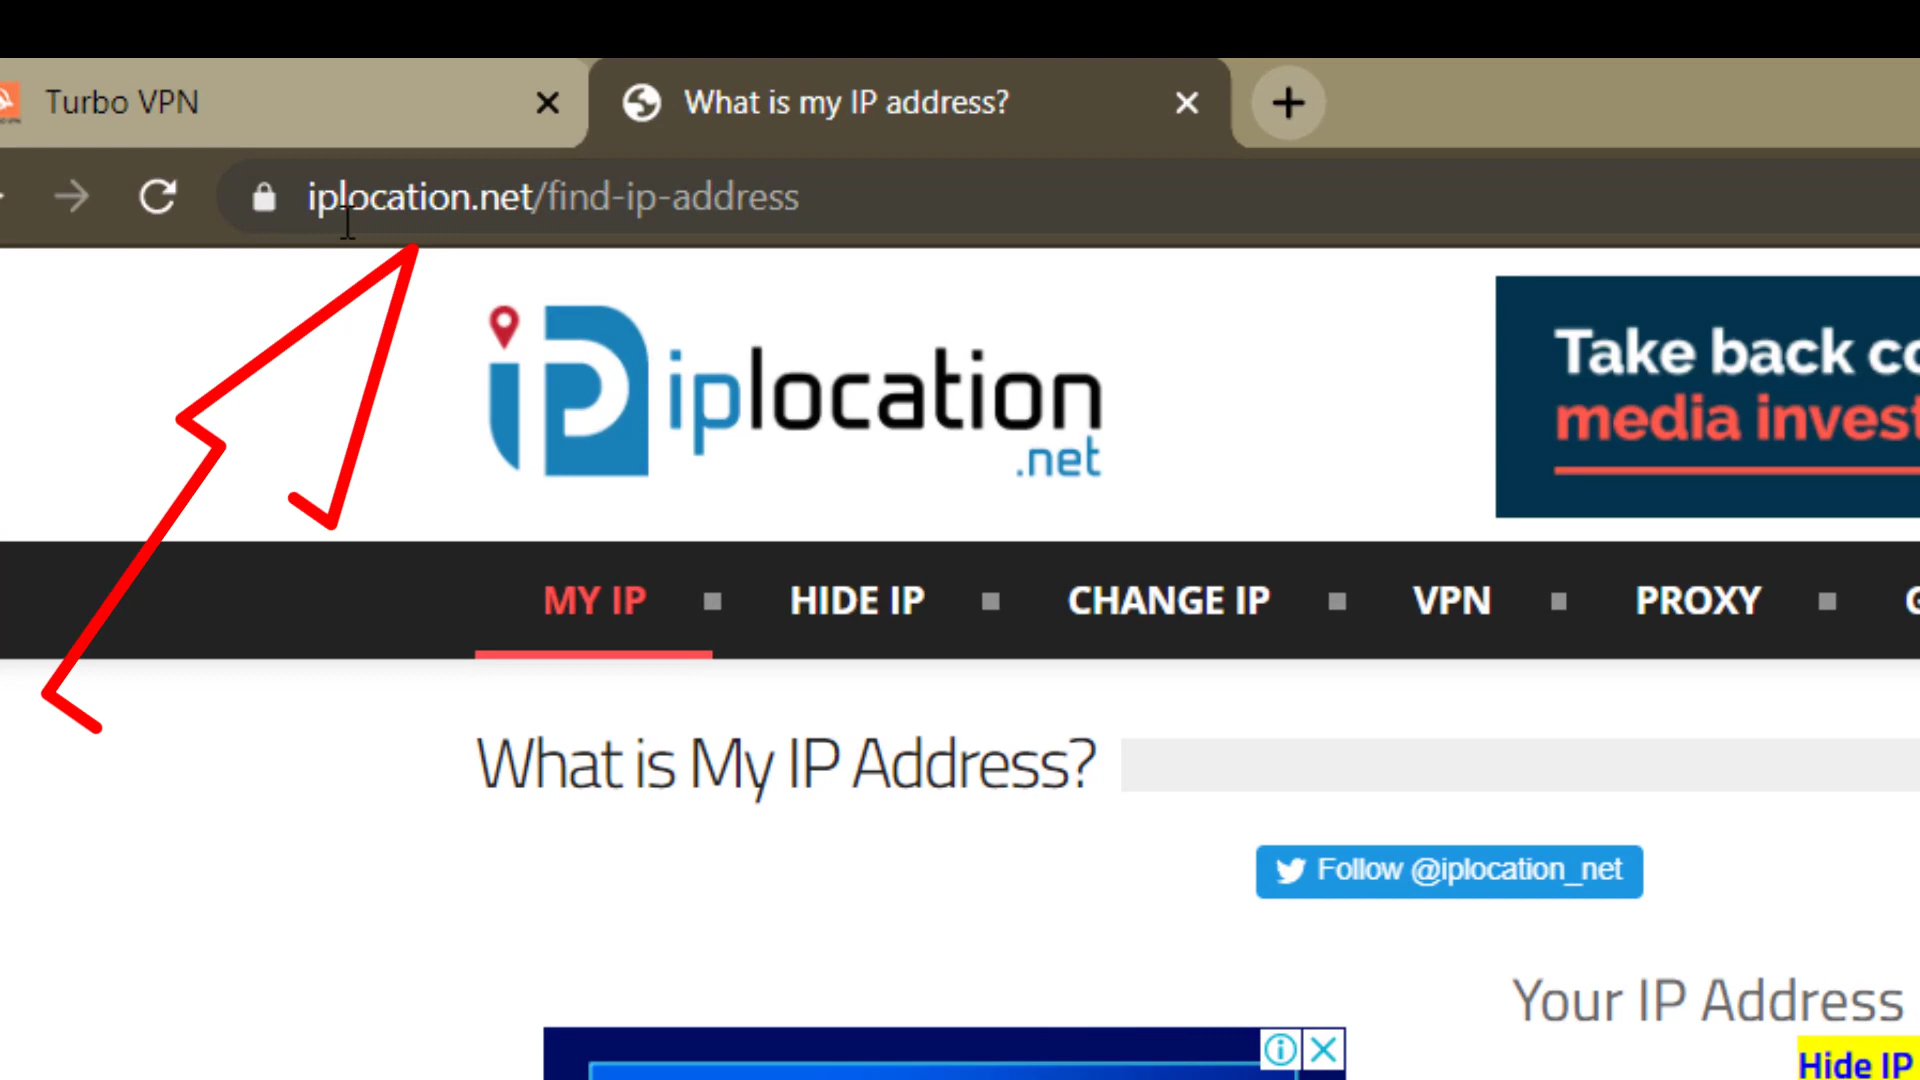 Turbo VPN
What is my IP address?
iplocation.net/find-ip-address
iP iplocation
.net
Take back
media invest
MY IP HIDE IP CHANGE IP VPN PROXY
What is My IP Address?
Follow @iplocation_net
Your IP Address
Hide IP